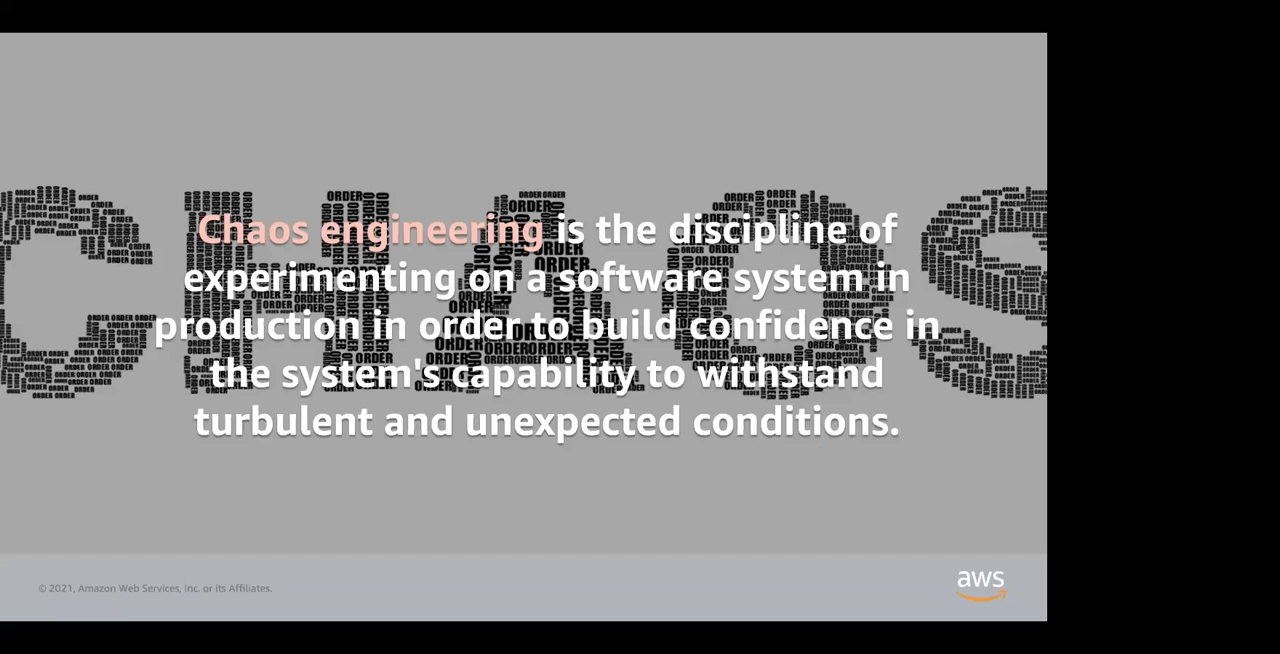 CHAOS
Chaos engineering is the discipline of
experimenting on a software system in
production in order to build confidence in
the system's capability to withstand
turbulent and unexpected conditions.
© 2021, Amazon Web Services, Inc. or its Affiliates.
aws